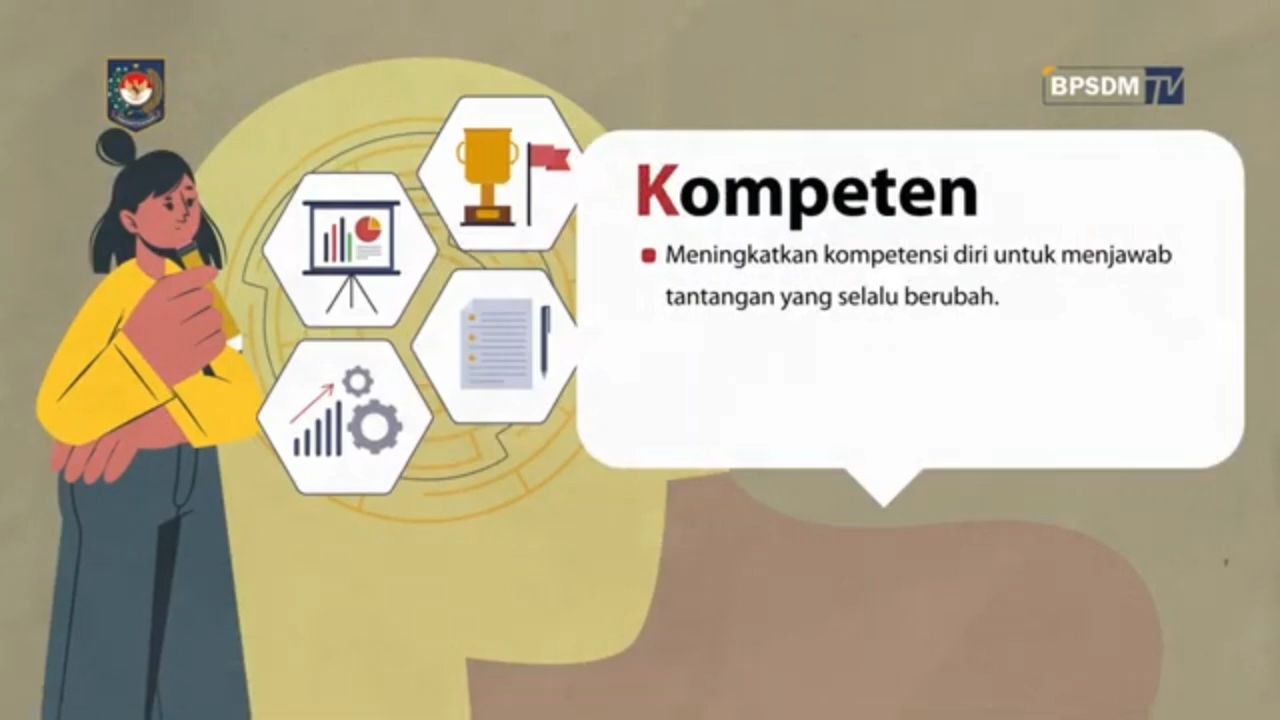 BPSDM TV
Kompeten
Meningkatkan kompetensi diri untuk menjawab
tantangan yang selalu berubah.